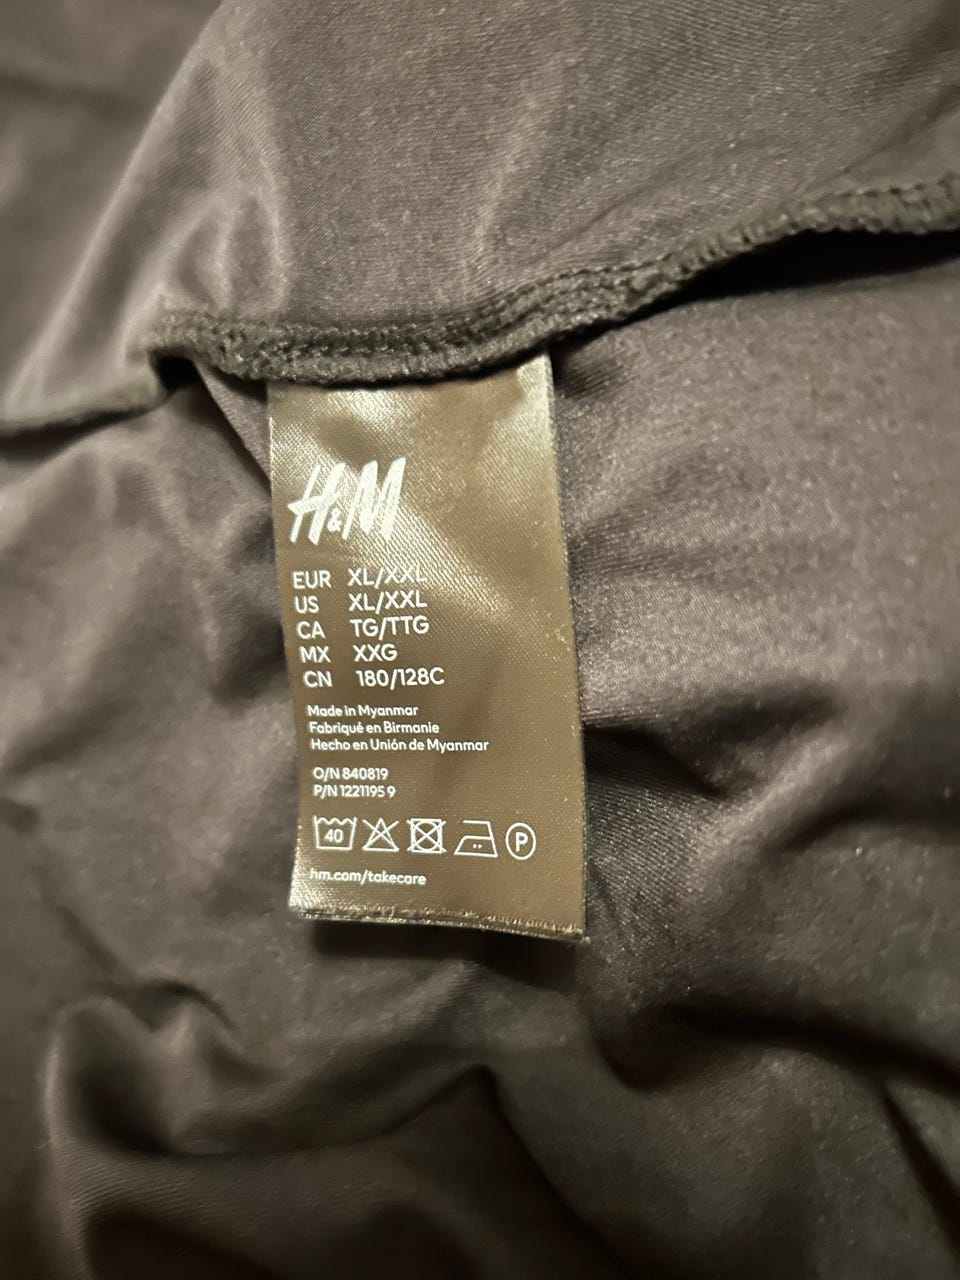 H&M
EUR XL/XXL
US XL/XXL
CA TG/TTG
MX XXG
CN 180/128C
Made in Myanmar
Fabriqué en Birmanie
Hecho en Unión de Myanmar
O/N 840819
P/N 1221195 9
40 P
hm.com/takecare